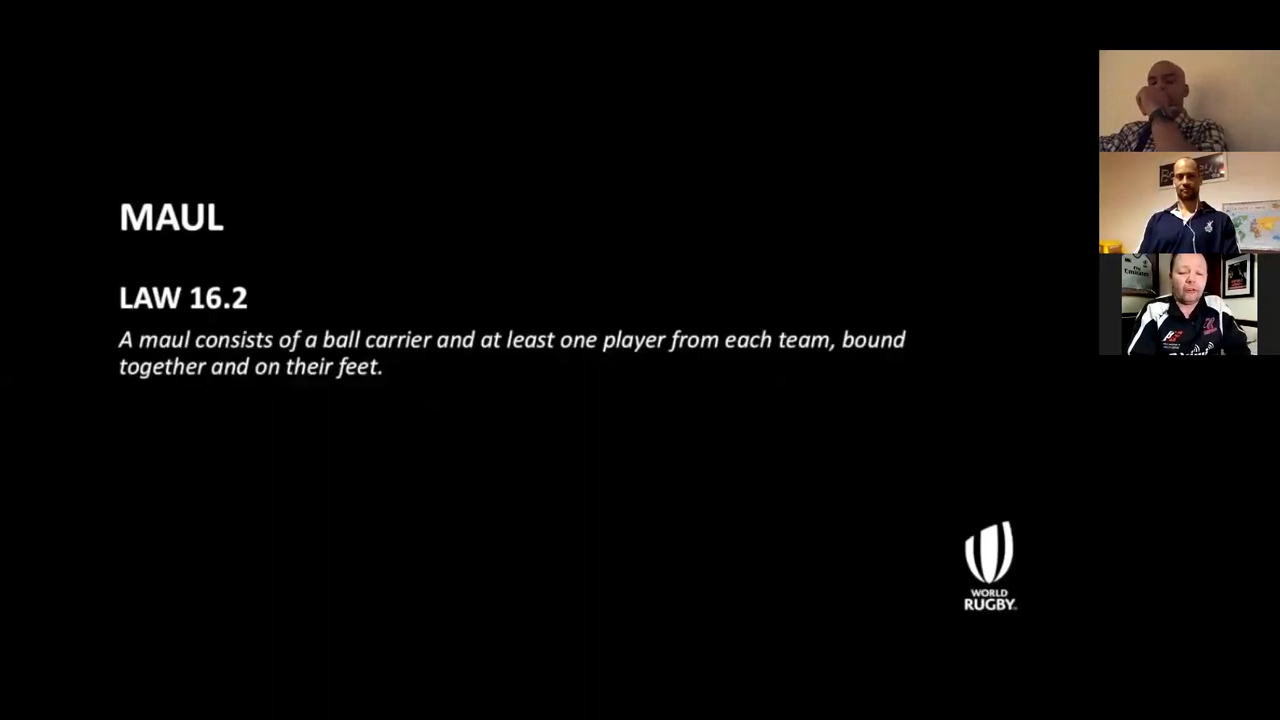 MAUL
LAW 16.2
A maul consists of a ball carrier and at least one player from each team, bound
together and on their feet.
WORLD
RUGBY